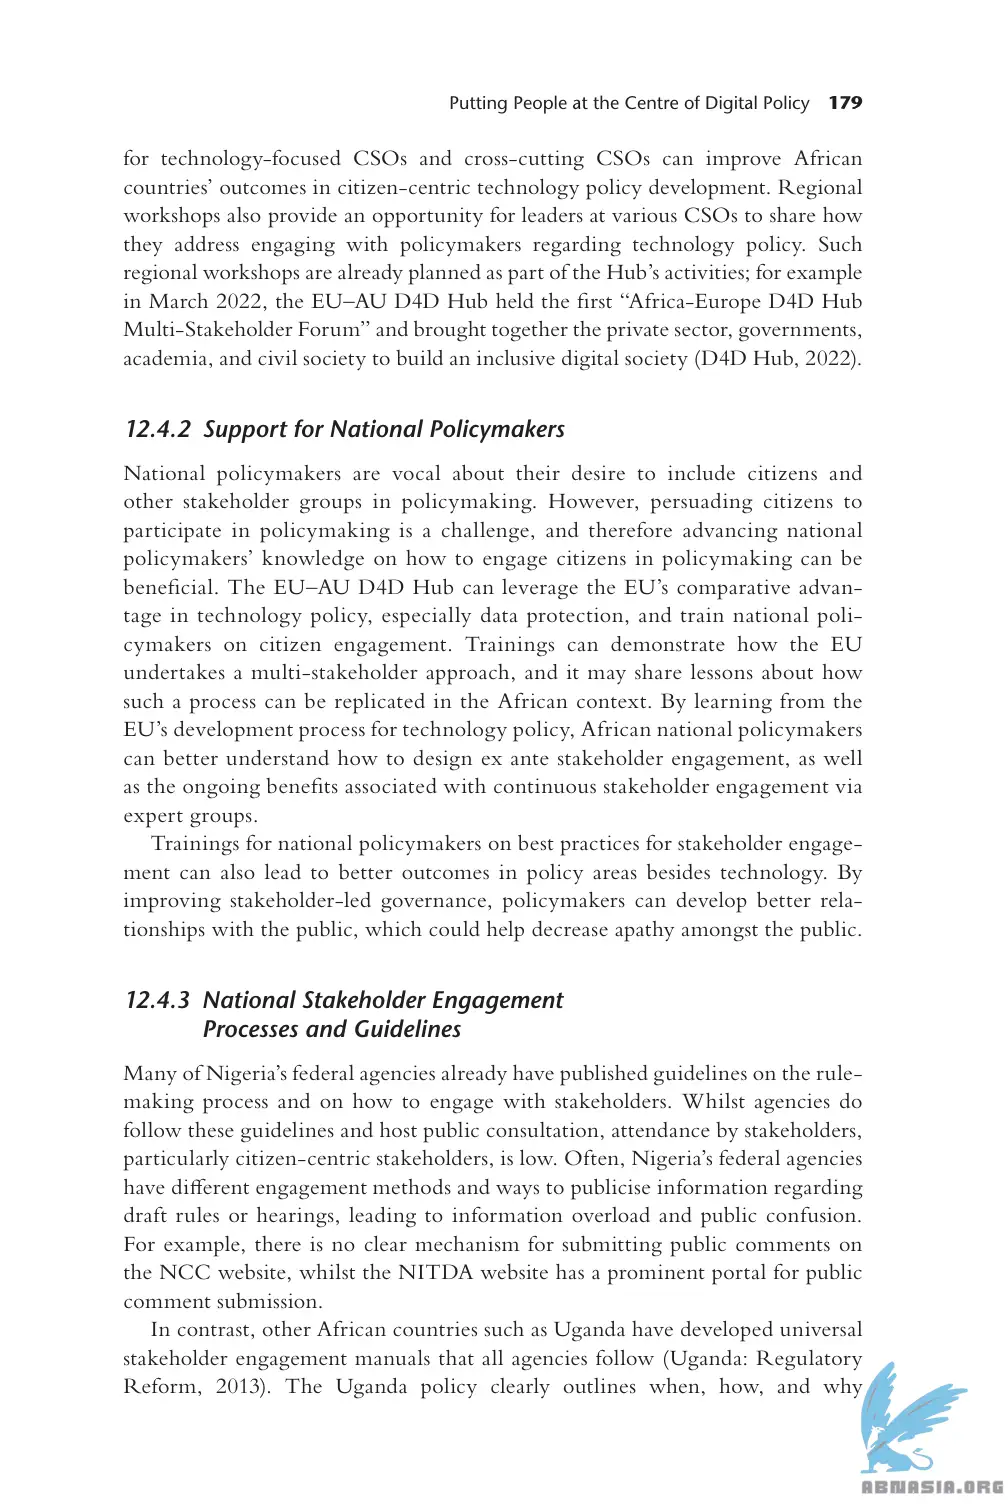 Putting People at the Centre of Digital Policy 179
for technology-focused CSOs and cross-cutting CSOs can improve African
countries’ outcomes in citizen-centric technology policy development. Regional
workshops also provide an opportunity for leaders at various CSOs to share how
they address engaging with policymakers regarding technology policy. Such
regional workshops are already planned as part of the Hub’s activities; for example
in March 2022, the EU–AU D4D Hub held the first “Africa-Europe D4D Hub
Multi-Stakeholder Forum” and brought together the private sector, governments,
academia, and civil society to build an inclusive digital society (D4D Hub, 2022).
12.4.2 Support for National Policymakers
National policymakers are vocal about their desire to include citizens and
other stakeholder groups in policymaking. However, persuading citizens to
participate in policymaking is a challenge, and therefore advancing national
policymakers’ knowledge on how to engage citizens in policymaking can be
beneficial. The EU–AU D4D Hub can leverage the EU’s comparative advan-
tage in technology policy, especially data protection, and train national poli-
cymakers on citizen engagement. Trainings can demonstrate how the EU
undertakes a multi-stakeholder approach, and it may share lessons about how
such a process can be replicated in the African context. By learning from the
EU’s development process for technology policy, African national policymakers
can better understand how to design ex ante stakeholder engagement, as well
as the ongoing benefits associated with continuous stakeholder engagement via
expert groups.
Trainings for national policymakers on best practices for stakeholder engage-
ment can also lead to better outcomes in policy areas besides technology. By
improving stakeholder-led governance, policymakers can develop better rela-
tionships with the public, which could help decrease apathy amongst the public.
12.4.3 National Stakeholder Engagement
Processes and Guidelines
Many of Nigeria’s federal agencies already have published guidelines on the rule-
making process and on how to engage with stakeholders. Whilst agencies do
follow these guidelines and host public consultation, attendance by stakeholders,
particularly citizen-centric stakeholders, is low. Often, Nigeria’s federal agencies
have different engagement methods and ways to publicise information regarding
draft rules or hearings, leading to information overload and public confusion.
For example, there is no clear mechanism for submitting public comments on
the NCC website, whilst the NITDA website has a prominent portal for public
comment submission.
In contrast, other African countries such as Uganda have developed universal
stakeholder engagement manuals that all agencies follow (Uganda: Regulatory
Reform, 2013). The Uganda policy clearly outlines when, how, and why
ABNASIA.ORG